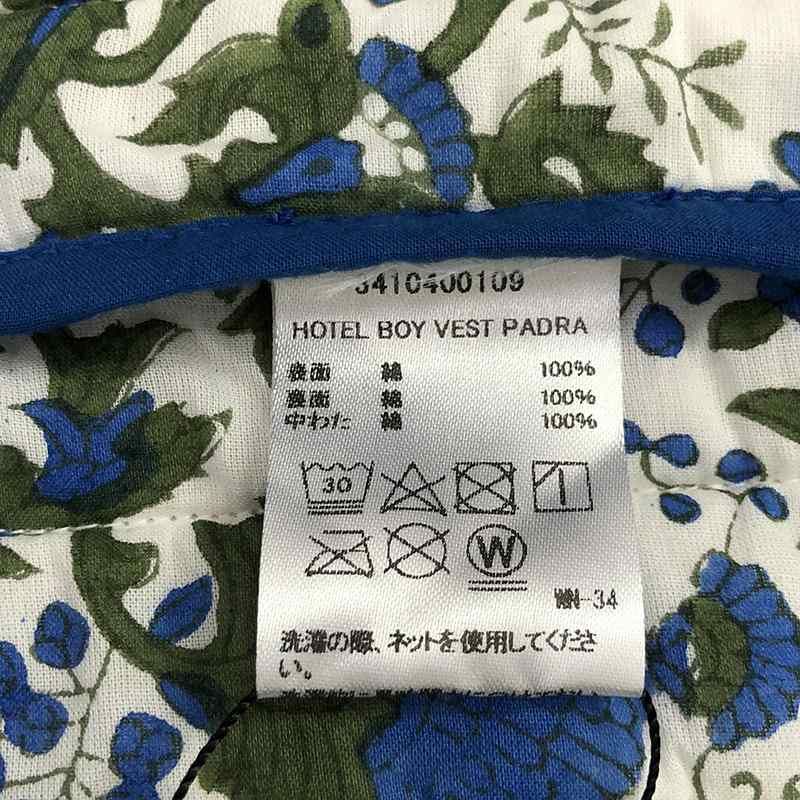 3410400109
HOTEL BOY VEST PADRA
表面 綿 100%
裏面 綿 100%
中わた 綿 100%
30
W
WN-34
洗濯の際、ネットを使用してくださ
い。